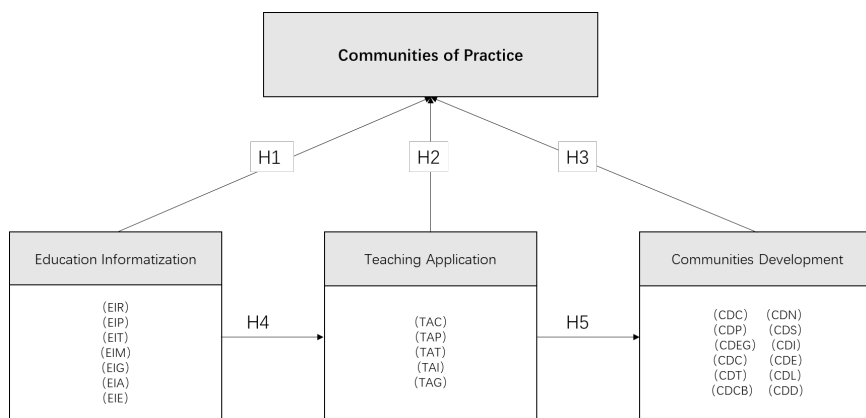 Communities of Practice
H1
H2
H3
Education Informatization
(EIR)
(EIP)
(EIT)
(EIM)
(EIG)
(EIA)
(EIE)
H4
Teaching Application
(TAC)
(TAP)
(TAT)
(TAI)
(TAG)
H5
Communities Development
(CDC) (CDN)
(CDP) (CDS)
(CDEG) (CDI)
(CDC) (CDE)
(CDT) (CDL)
(CDCB) (CDD)